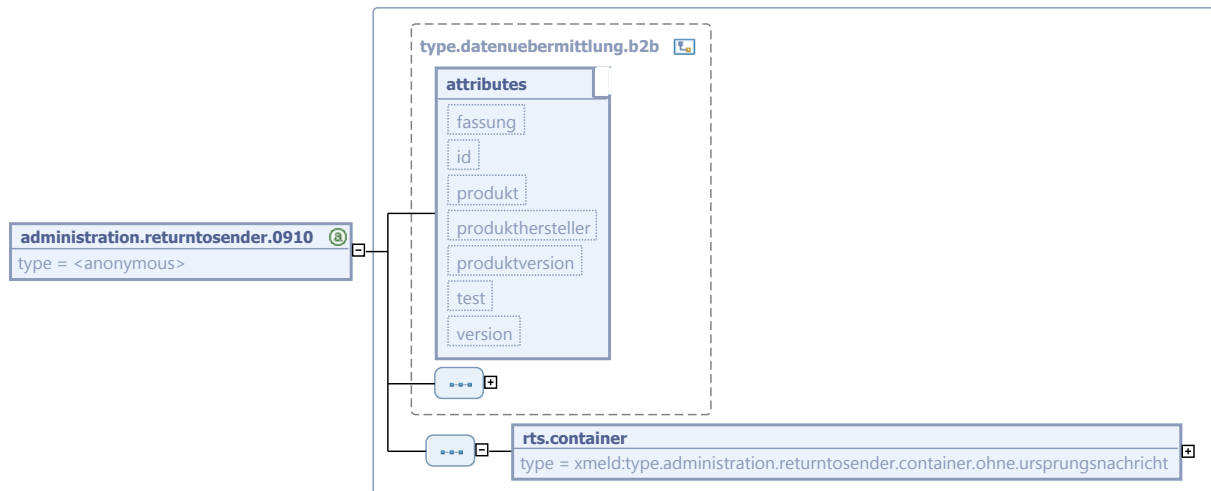 type.datenuebermittlung.b2b
attributes
fassung
id
produkt
produkthersteller
produktversion
test
version
administration.returntosender.0910 a
type = <anonymous>
rts.container
type = xmeld:type.administration.returntosender.container.ohne.ursprungsnachricht